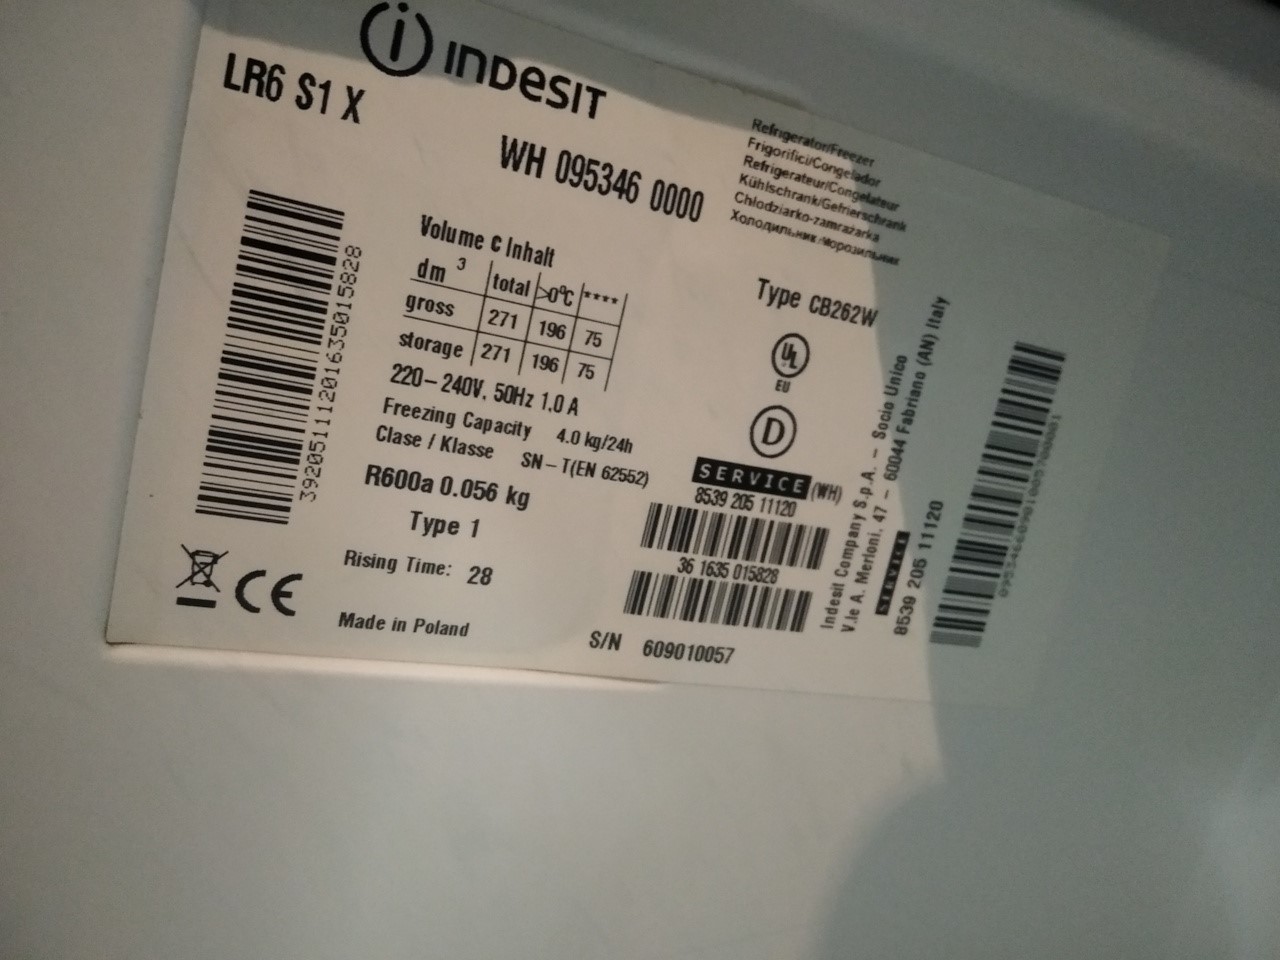 INDESIT
LR6 S1 X
WH 095346 0000
Refrigerator/Freezer
Frigorifici/Congelador
Refrigerateur/Congelateur
Kühlschrank/Gefrierschrank
Chłodziarko-zamrażarka
Холодильник/морозильник
Volume C Inhalt
dm 3 total >0°C ****
gross 271 196 75
storage 271 196 75
220-240V. 50Hz 1.0 A
Freezing Capacity 4.0 kg/24h
Clase / Klasse SN-T(EN 62552)
R600a 0.056 kg
Type 1
Rising Time: 28
Made in Poland
39205111201635015828
CE
Type CB262W
UL
EU
D
SERVICE (WH)
8539 205 11120
36 1635 015828
S/N 609010057
Indesit Company S.p.A. – Socio Unico
V.le A. Merloni, 47 – 60044 Fabriano (AN) Italy
SERVICE
8539 205 11120